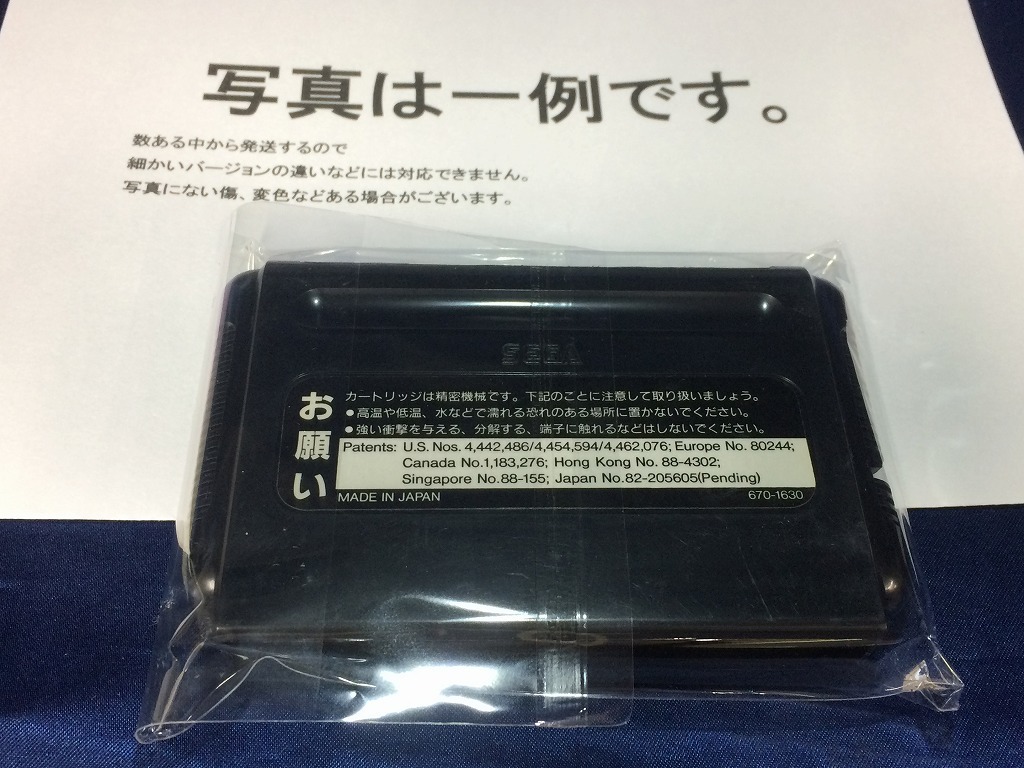 写真は一例です。
数ある中から発送するので
細かいバージョンの違いなどには対応できません。
写真にない傷、変色などある場合がございます。
SEGA
お願い
カートリッジは精密機械です。下記のことに注意して取り扱いましょう。
●高温や低温、水などで濡れる恐れのある場所に置かないでください。
●強い衝撃を与える、分解する、端子に触れるなどはしないでください。
Patents: U.S. Nos. 4,442,486/4,454,594/4,462,076; Europe No. 80244;
Canada No.1,183,276; Hong Kong No. 88-4302;
Singapore No.88-155; Japan No.82-205605(Pending)
MADE IN JAPAN 670-1630